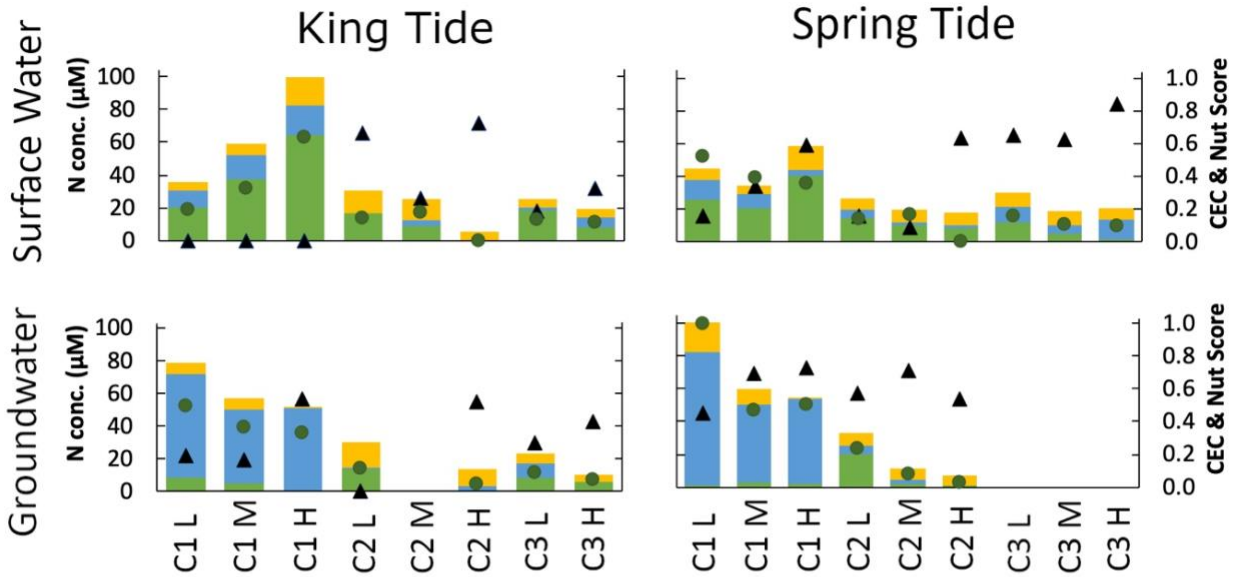 King Tide
Spring Tide
Surface Water
N conc. (μM)
100
80
60
40
20
0
1.0
0.8
0.6
0.4
0.2
0.0
CEC & Nut Score
Groundwater
N conc. (μM)
100
80
60
40
20
0
1.0
0.8
0.6
0.4
0.2
0.0
CEC & Nut Score
C1 L
C1 M
C1 H
C2 L
C2 M
C2 H
C3 L
C3 H
C1 L
C1 M
C1 H
C2 L
C2 M
C2 H
C3 L
C3 M
C3 H